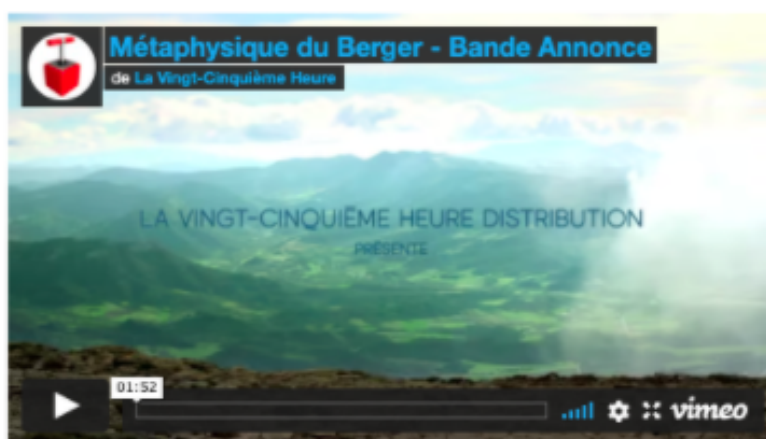 Métaphysique du Berger - Bande Annonce
de La Vingt-Cinquième Heure
LA VINGT-CINQUIÈME HEURE DISTRIBUTION
PRÉSENTE
01:52
vimeo